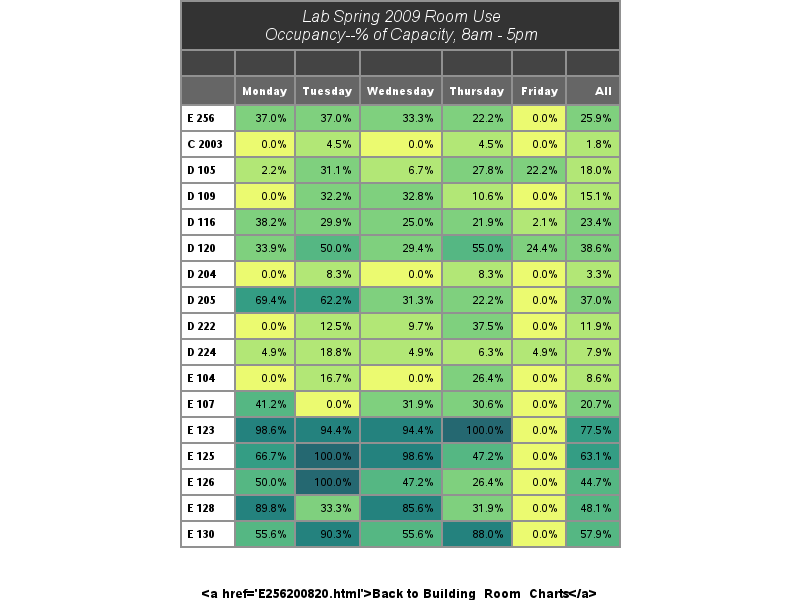 Lab Spring 2009 Room Use
Occupancy--% of Capacity, 8am - 5pm
Monday Tuesday Wednesday Thursday Friday All
E 256 37.0% 37.0% 33.3% 22.2% 0.0% 25.9%
C 2003 0.0% 4.5% 0.0% 4.5% 0.0% 1.8%
D 105 2.2% 31.1% 6.7% 27.8% 22.2% 18.0%
D 109 0.0% 32.2% 32.8% 10.6% 0.0% 15.1%
D 116 38.2% 29.9% 25.0% 21.9% 2.1% 23.4%
D 120 33.9% 50.0% 29.4% 55.0% 24.4% 38.6%
D 204 0.0% 8.3% 0.0% 8.3% 0.0% 3.3%
D 205 69.4% 62.2% 31.3% 22.2% 0.0% 37.0%
D 222 0.0% 12.5% 9.7% 37.5% 0.0% 11.9%
D 224 4.9% 18.8% 4.9% 6.3% 4.9% 7.9%
E 104 0.0% 16.7% 0.0% 26.4% 0.0% 8.6%
E 107 41.2% 0.0% 31.9% 30.6% 0.0% 20.7%
E 123 98.6% 94.4% 94.4% 100.0% 0.0% 77.5%
E 125 66.7% 100.0% 98.6% 47.2% 0.0% 63.1%
E 126 50.0% 100.0% 47.2% 26.4% 0.0% 44.7%
E 128 89.8% 33.3% 85.6% 31.9% 0.0% 48.1%
E 130 55.6% 90.3% 55.6% 88.0% 0.0% 57.9%
<a href='E256200820.html'>Back to Building_Room_Charts</a>